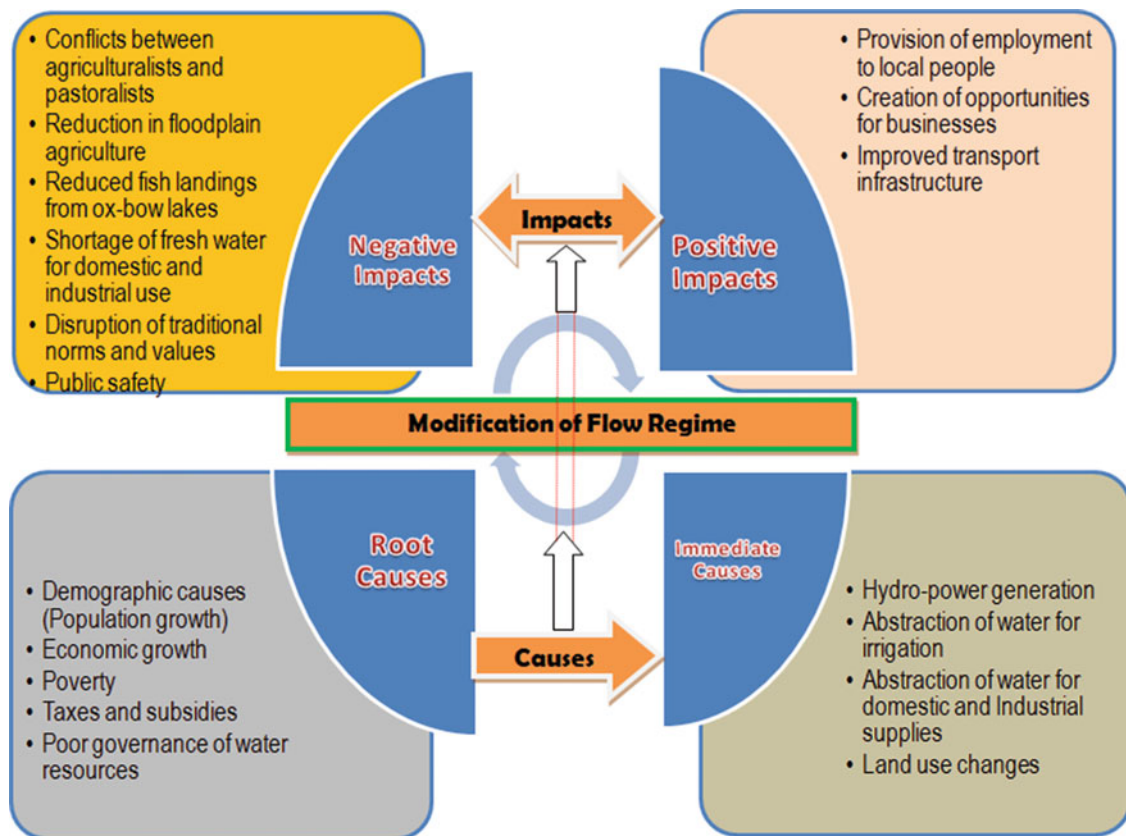 • Conflicts between
agriculturalists and
pastoralists
• Reduction in floodplain
agriculture
• Reduced fish landings
from ox-bow lakes
• Shortage of fresh water
for domestic and
industrial use
• Disruption of traditional
norms and values
• Public safety
• Provision of employment
to local people
• Creation of opportunities
for businesses
• Improved transport
infrastructure
Negative
Impacts
Impacts
Positive
Impacts
Modification of Flow Regime
Root
Causes
Causes
Immediate
Causes
• Demographic causes
(Population growth)
• Economic growth
• Poverty
• Taxes and subsidies
• Poor governance of water
resources
• Hydro-power generation
• Abstraction of water for
irrigation
• Abstraction of water for
domestic and Industrial
supplies
• Land use changes